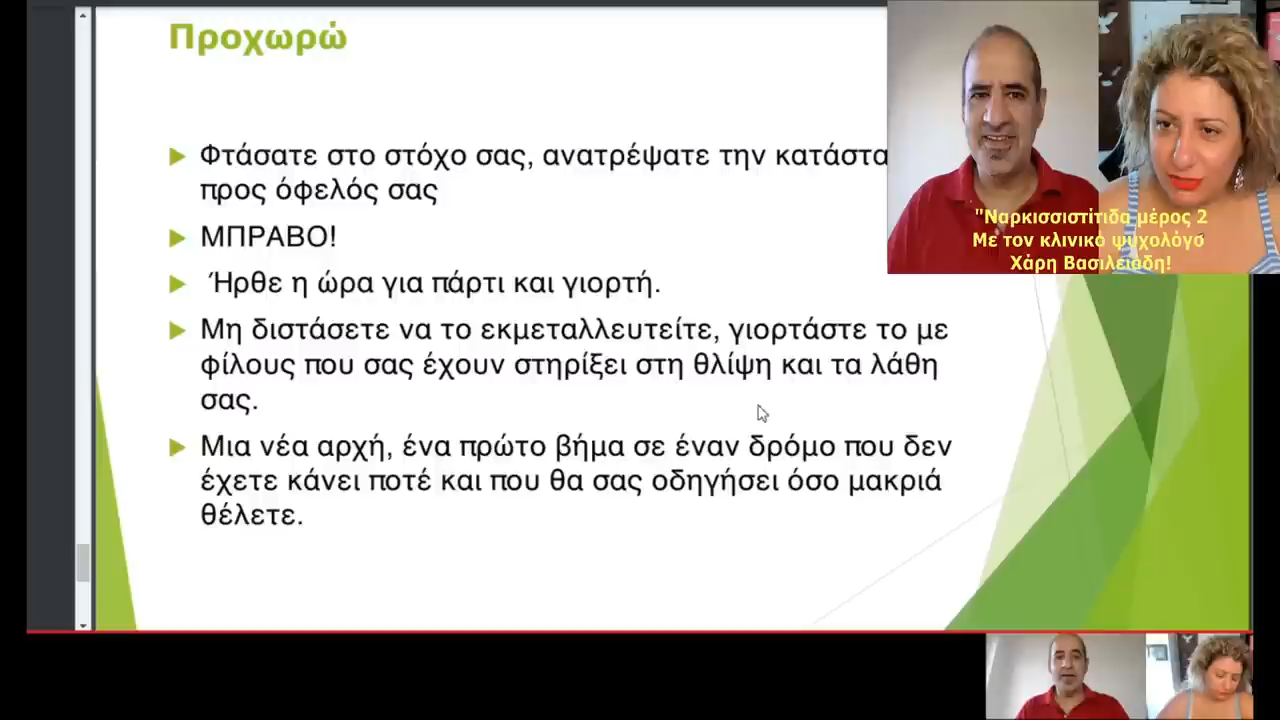 Προχωρώ
Φτάσατε στο στόχο σας, ανατρέψατε την κατάστα
προς όφελός σας
ΜΠΡΑΒΟ!
Ήρθε η ώρα για πάρτι και γιορτή.
Μη διστάσετε να το εκμεταλλευτείτε, γιορτάστε το με
φίλους που σας έχουν στηρίξει στη θλίψη και τα λάθη
σας.
Μια νέα αρχή, ένα πρώτο βήμα σε έναν δρόμο που δεν
έχετε κάνει ποτέ και που θα σας οδηγήσει όσο μακριά
θέλετε.
"Ναρκισσιστίτιδα μέρος 2
Με τον κλινικό ψυχολόγο
Χάρη Βασιλειάδη!